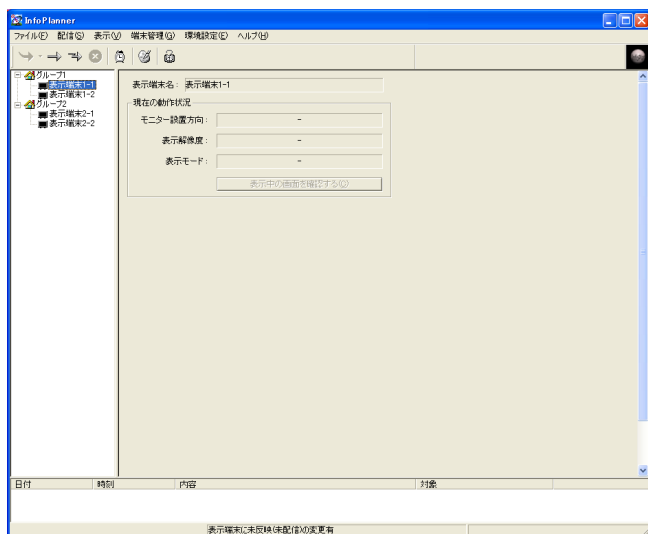 InfoPlanner
ファイル(F) 配信(S) 表示(V) 端末管理(G) 環境設定(E) ヘルプ(H)
グループ1
表示端末1-1
表示端末1-2
グループ2
表示端末2-1
表示端末2-2
表示端末名： 表示端末1-1
現在の動作状況
モニター設置方向： -
表示解像度： -
表示モード： -
表示中の画面を確認する(C)
日付 時刻 内容 対象
表示端末に未反映(未配信)の変更有